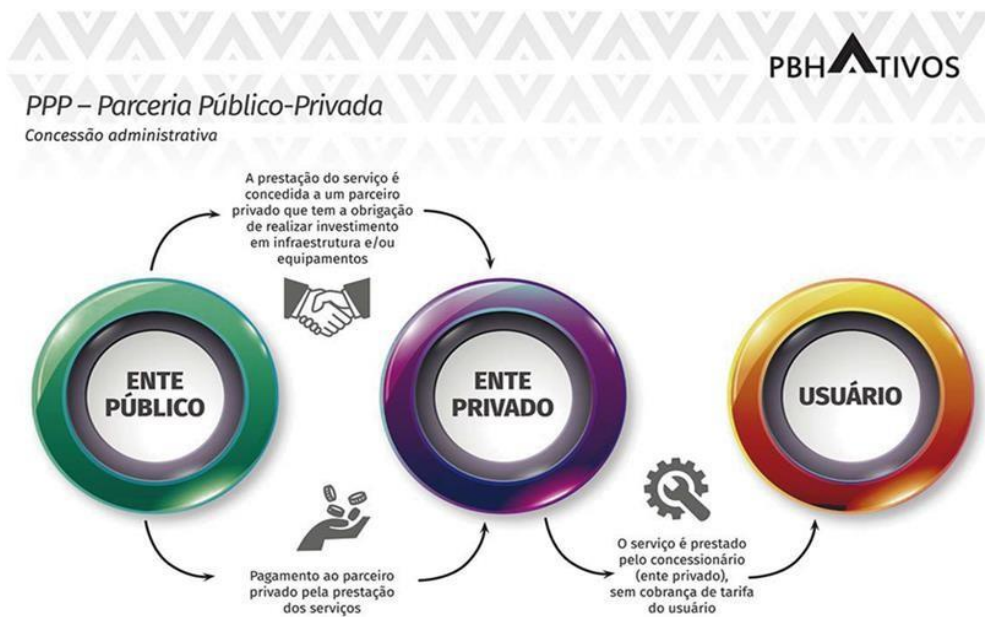 PBH ATIVOS
PPP – Parceria Público-Privada
Concessão administrativa
A prestação do serviço é
concedida a um parceiro
privado que tem a obrigação
de realizar investimento
em infraestrutura e/ou
equipamentos
ENTE
PÚBLICO
ENTE
PRIVADO
USUÁRIO
Pagamento ao parceiro
privado pela prestação
dos serviços
O serviço é prestado
pelo concessionário
(ente privado),
sem cobrança de tarifa
do usuário